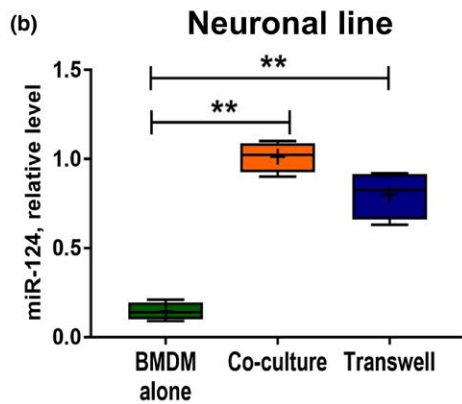 (b)
Neuronal line
miR-124, relative level
1.5
1.0
0.5
0.0
**
**
BMDM alone
Co-culture
Transwell